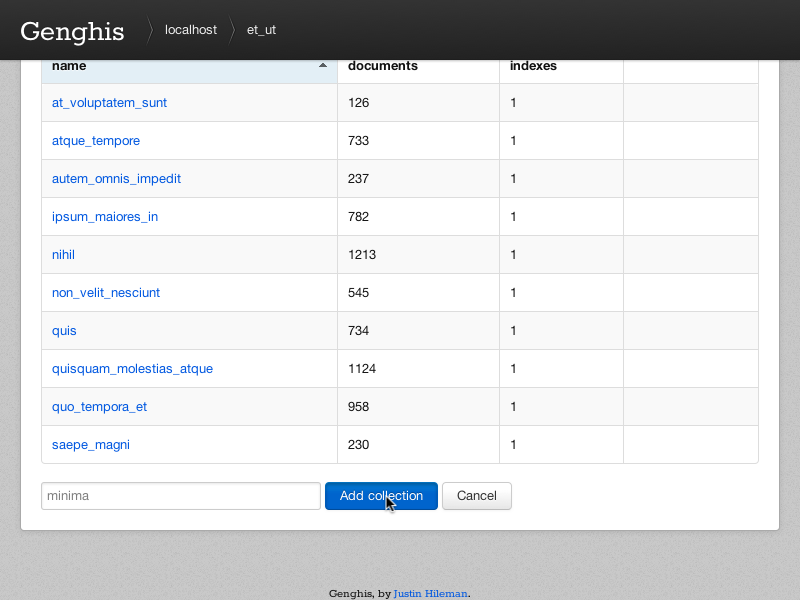 Genghis localhost et_ut
name documents indexes
at_voluptatem_sunt 126 1
atque_tempore 733 1
autem_omnis_impedit 237 1
ipsum_maiores_in 782 1
nihil 1213 1
non_velit_nesciunt 545 1
quis 734 1
quisquam_molestias_atque 1124 1
quo_tempora_et 958 1
saepe_magni 230 1
minima Add collection Cancel
Genghis, by Justin Hileman.